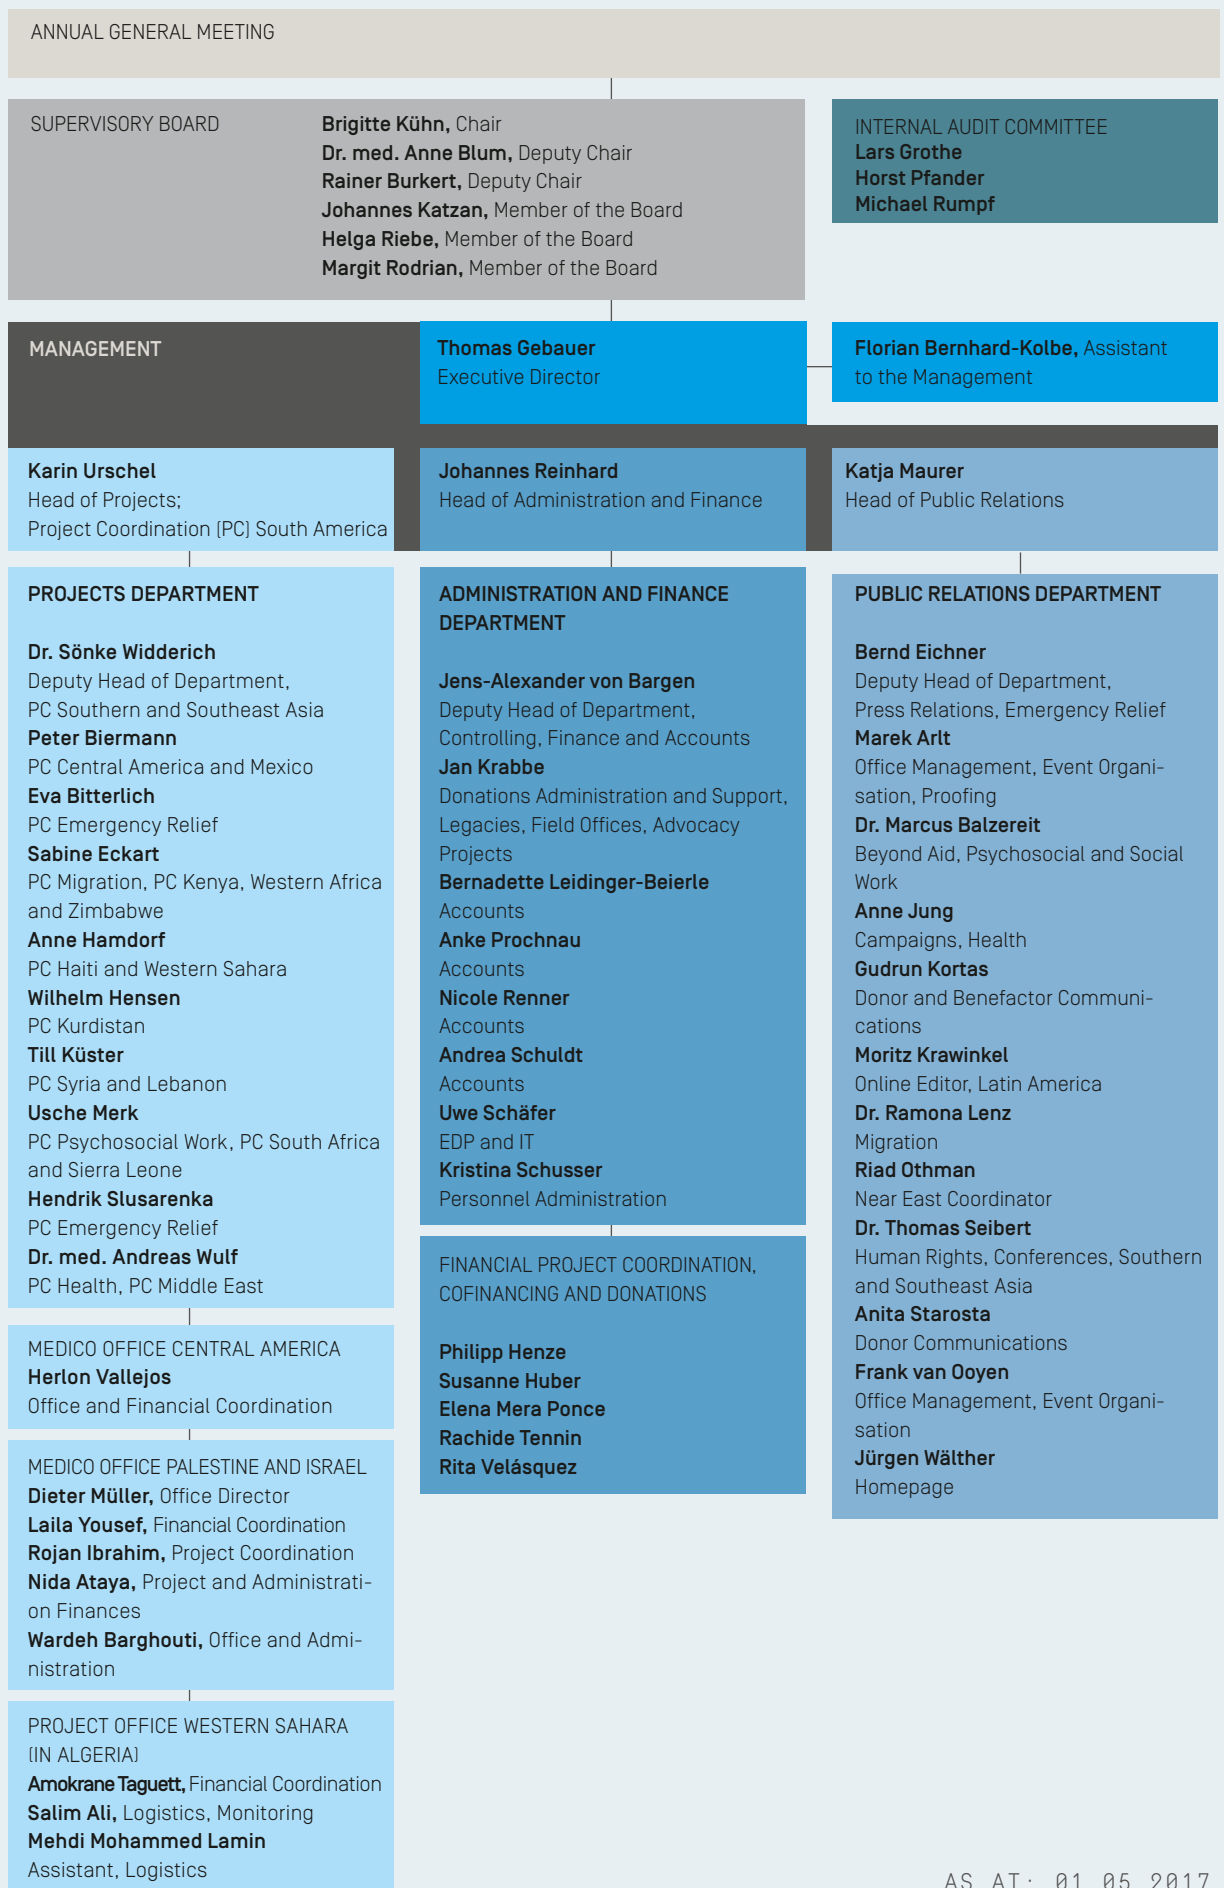 ANNUAL GENERAL MEETING
SUPERVISORY BOARD
Brigitte Kühn, Chair
Dr. med. Anne Blum, Deputy Chair
Rainer Burkert, Deputy Chair
Johannes Katzan, Member of the Board
Helga Riebe, Member of the Board
Margit Rodrian, Member of the Board
INTERNAL AUDIT COMMITTEE
Lars Grothe
Horst Pfander
Michael Rumpf
MANAGEMENT
Thomas Gebauer
Executive Director
Florian Bernhard-Kolbe, Assistant
to the Management
Karin Urschel
Head of Projects;
Project Coordination (PC) South America
Johannes Reinhard
Head of Administration and Finance
Katja Maurer
Head of Public Relations
PROJECTS DEPARTMENT
Dr. Sönke Widderich
Deputy Head of Department,
PC Southern and Southeast Asia
Peter Biermann
PC Central America and Mexico
Eva Bitterlich
PC Emergency Relief
Sabine Eckart
PC Migration, PC Kenya, Western Africa
and Zimbabwe
Anne Hamdorf
PC Haiti and Western Sahara
Wilhelm Hensen
PC Kurdistan
Till Küster
PC Syria and Lebanon
Usche Merk
PC Psychosocial Work, PC South Africa
and Sierra Leone
Hendrik Slusarenka
PC Emergency Relief
Dr. med. Andreas Wulf
PC Health, PC Middle East
MEDICO OFFICE CENTRAL AMERICA
Herlon Vallejos
Office and Financial Coordination
MEDICO OFFICE PALESTINE AND ISRAEL
Dieter Müller, Office Director
Laila Yousef, Financial Coordination
Rojan Ibrahim, Project Coordination
Nida Ataya, Project and Administrati-
on Finances
Wardeh Barghouti, Office and Admi-
nistration
PROJECT OFFICE WESTERN SAHARA
(IN ALGERIA)
Amokrane Taguett, Financial Coordination
Salim Ali, Logistics, Monitoring
Mehdi Mohammed Lamin
Assistant, Logistics
ADMINISTRATION AND FINANCE
DEPARTMENT
Jens-Alexander von Bargen
Deputy Head of Department,
Controlling, Finance and Accounts
Jan Krabbe
Donations Administration and Support,
Legacies, Field Offices, Advocacy
Projects
Bernadette Leidinger-Beierle
Accounts
Anke Prochnau
Accounts
Nicole Renner
Accounts
Andrea Schuldt
Accounts
Uwe Schäfer
EDP and IT
Kristina Schusser
Personnel Administration
FINANCIAL PROJECT COORDINATION,
COFINANCING AND DONATIONS
Philipp Henze
Susanne Huber
Elena Mera Ponce
Rachide Tennin
Rita Velásquez
PUBLIC RELATIONS DEPARTMENT
Bernd Eichner
Deputy Head of Department,
Press Relations, Emergency Relief
Marek Arlt
Office Management, Event Organi-
sation, Proofing
Dr. Marcus Balzereit
Beyond Aid, Psychosocial and Social
Work
Anne Jung
Campaigns, Health
Gudrun Kortas
Donor and Benefactor Communi-
cations
Moritz Krawinkel
Online Editor, Latin America
Dr. Ramona Lenz
Migration
Riad Othman
Near East Coordinator
Dr. Thomas Seibert
Human Rights, Conferences, Southern
and Southeast Asia
Anita Starosta
Donor Communications
Frank van Ooyen
Office Management, Event Organi-
sation
Jürgen Wälther
Homepage
AS AT: 01.05.2017